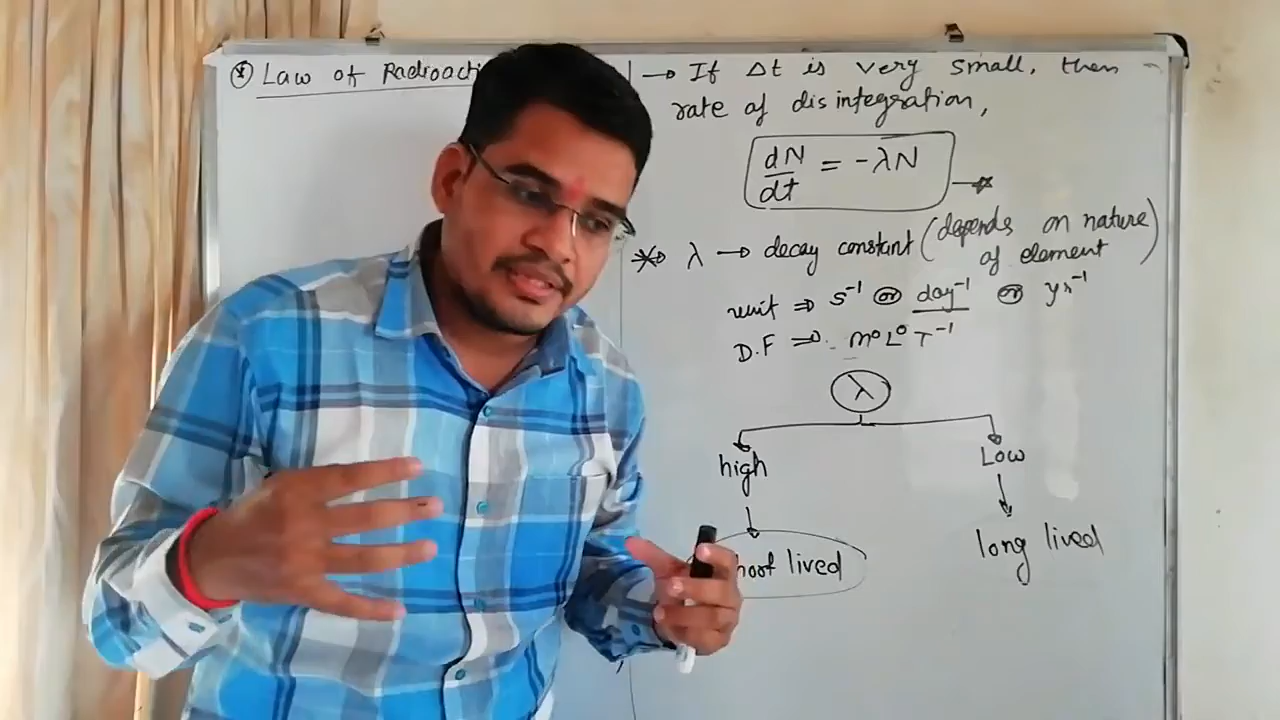 Law of Radioacti
→ If Δt is very small, then
rate of disintegration,
dN/dt = -λN
λ → decay constant (depends on nature
of element)
unit ⇒ s⁻¹ or day⁻¹ or yr⁻¹
D.F ⇒ M⁰L⁰T⁻¹
λ
high
Low
hort lived
long lived